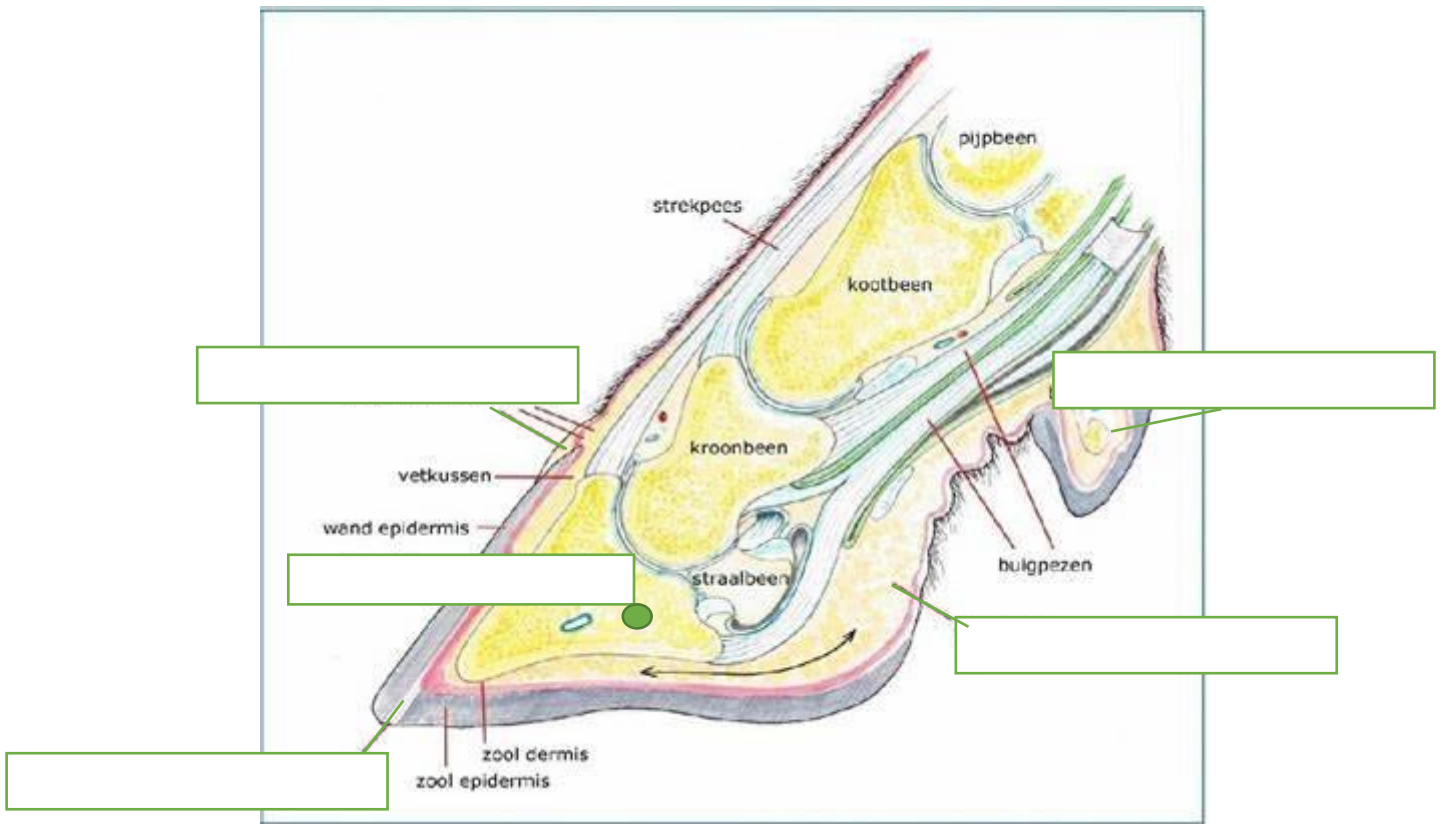 pijpbeen
strekpees
kootbeen
kroonbeen
vetkussen
wand epidermis
straalbeen
buigpezen
zool dermis
zool epidermis